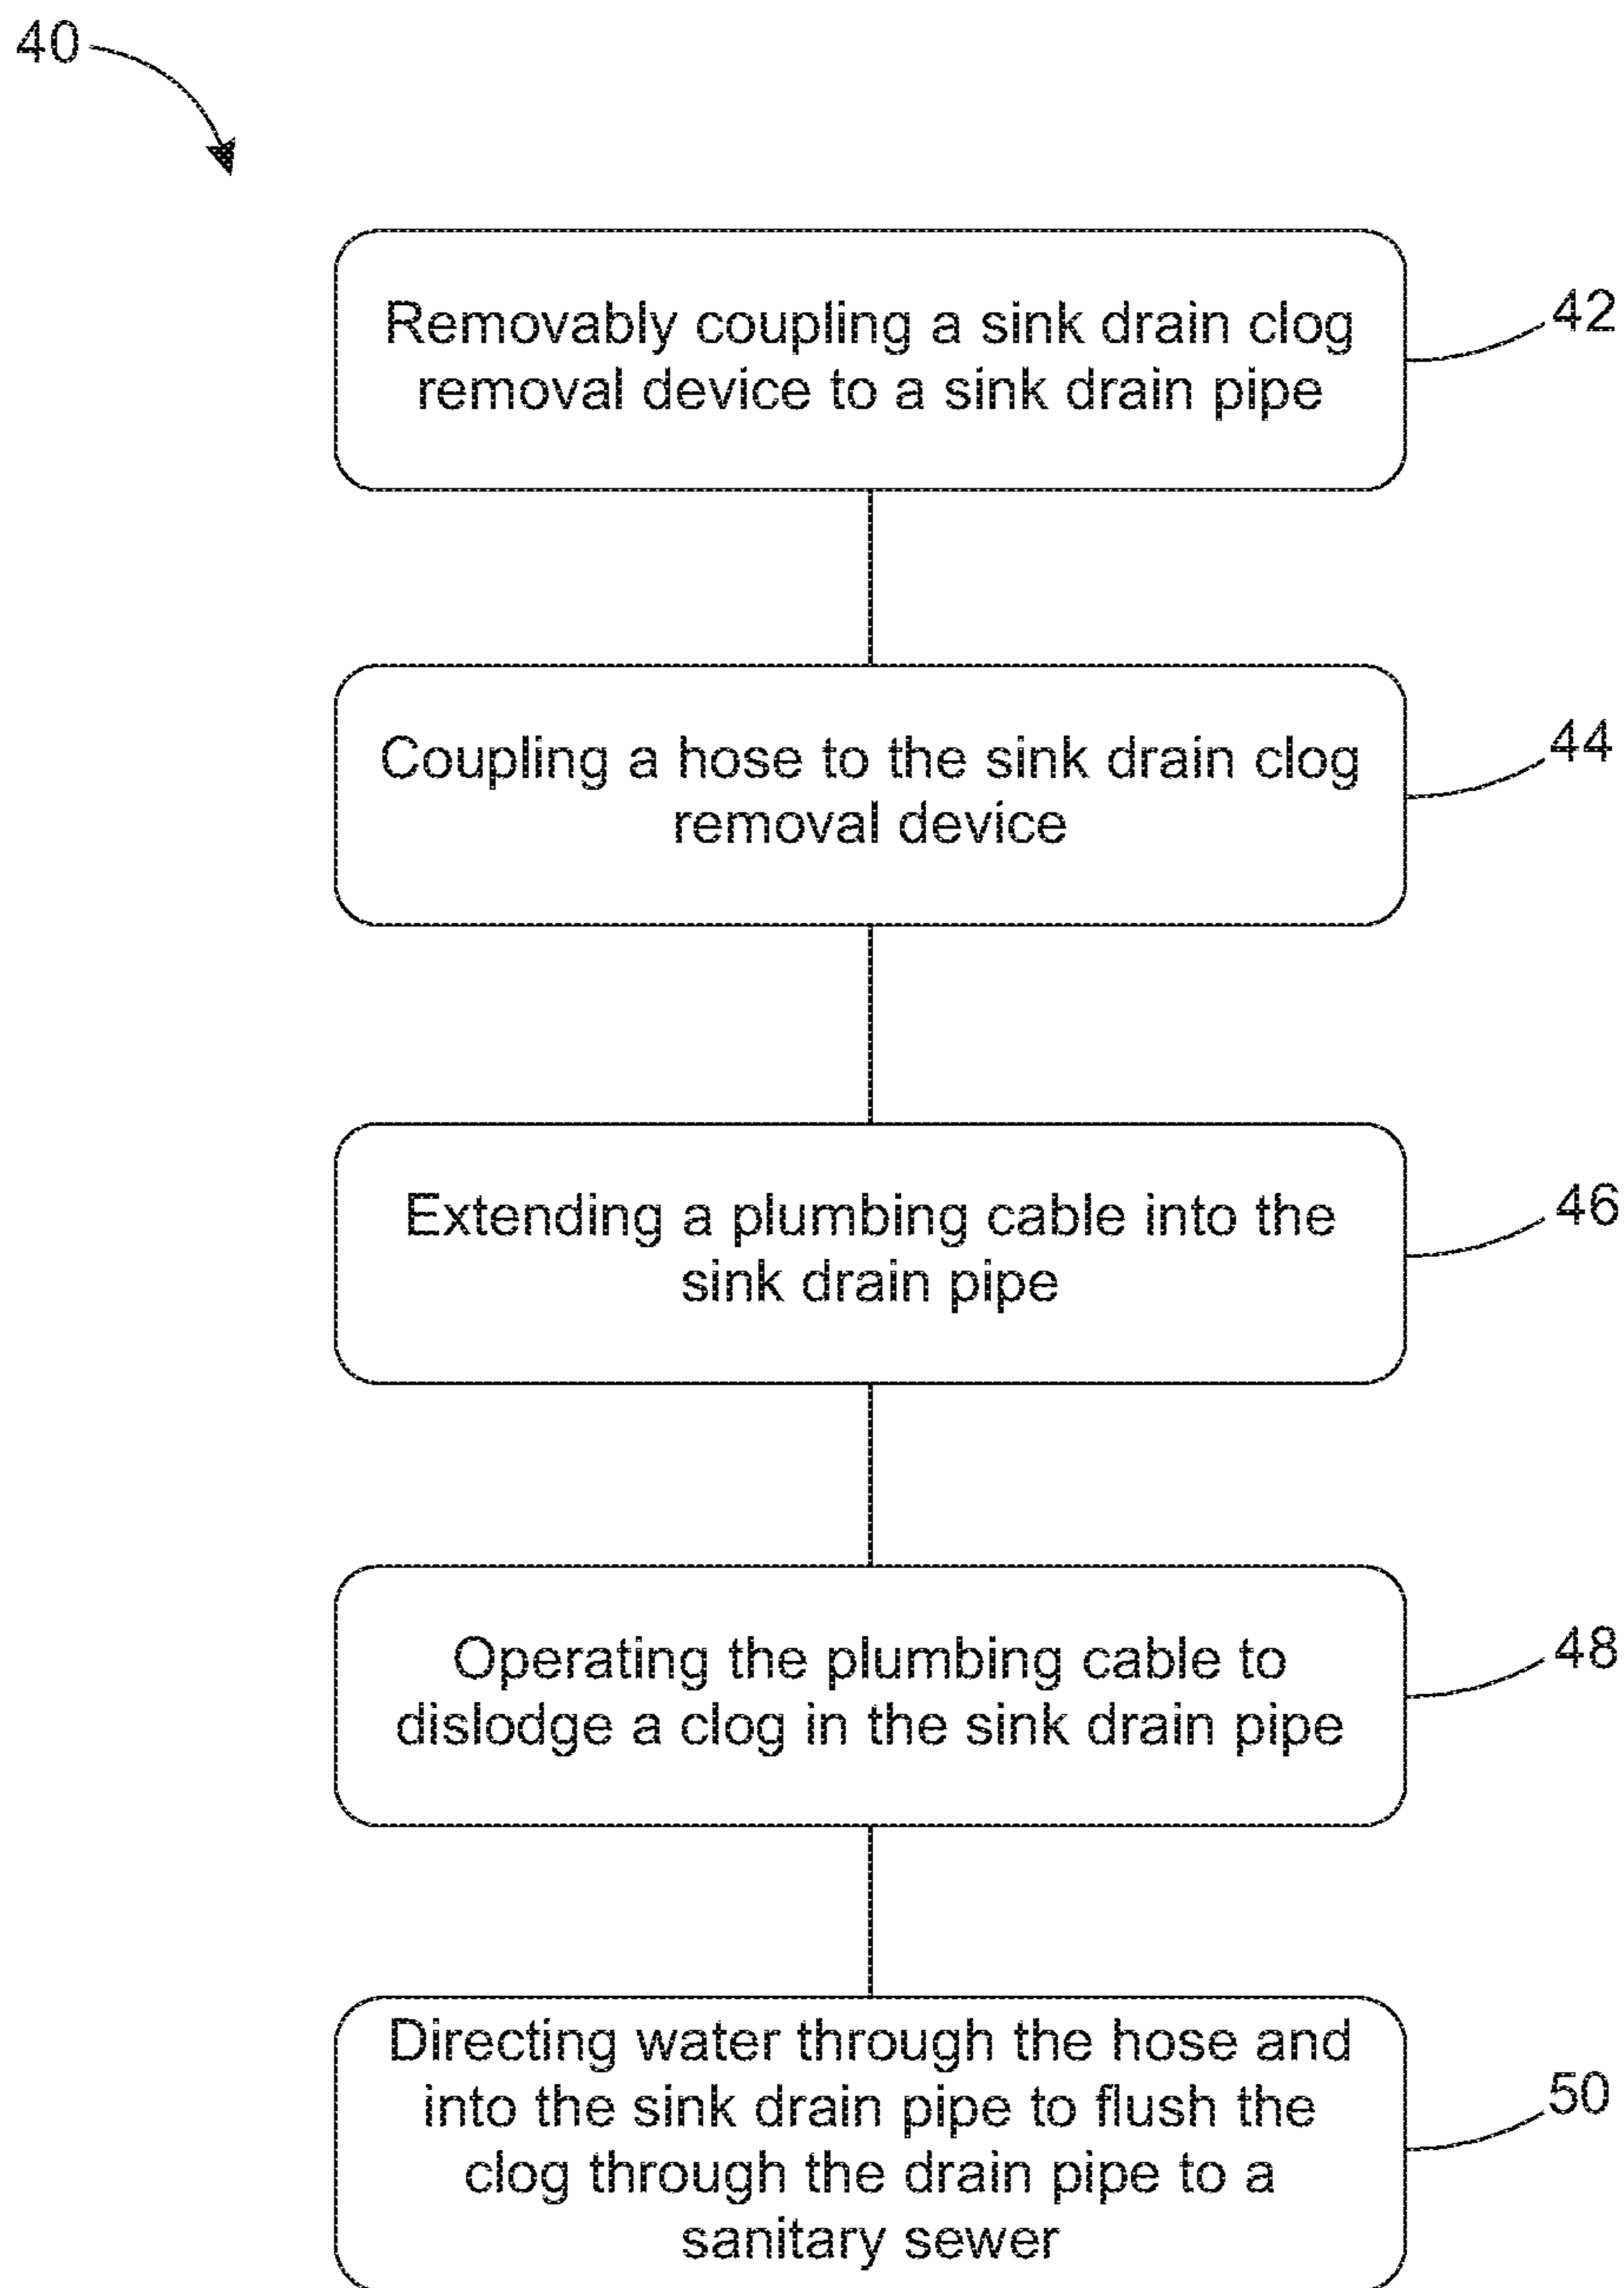 40
Removably coupling a sink drain clog
removal device to a sink drain pipe
42
Coupling a hose to the sink drain clog
removal device
44
Extending a plumbing cable into the
sink drain pipe
46
Operating the plumbing cable to
dislodge a clog in the sink drain pipe
48
Directing water through the hose and
into the sink drain pipe to flush the
clog through the drain pipe to a
sanitary sewer
50